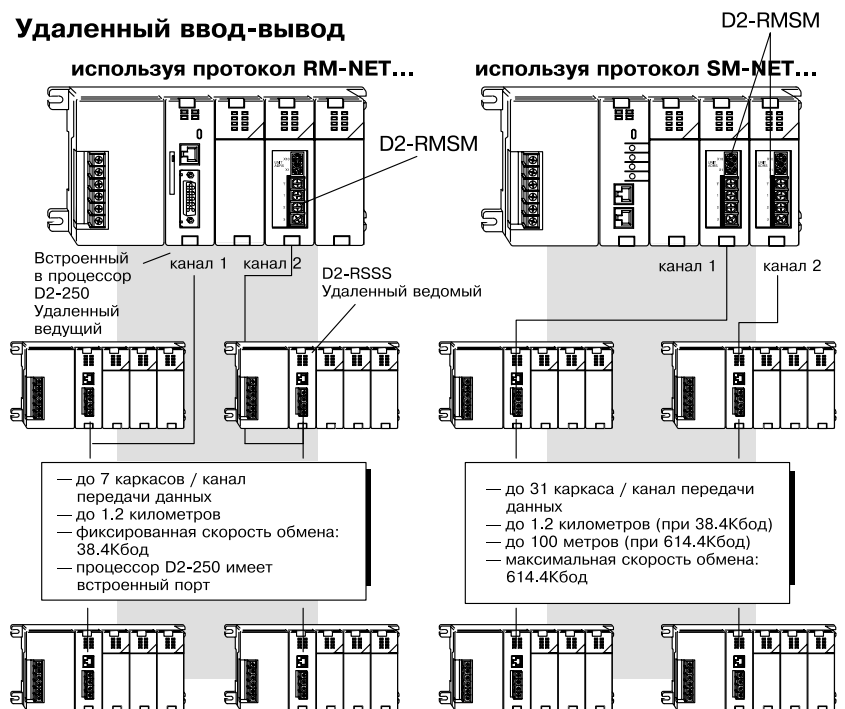 Удаленный ввод-вывод
D2-RMSM
используя протокол RM-NET...
используя протокол SM-NET...
D2-RMSM
Встроенный
в процессор
D2-250
Удаленный
ведущий
канал 1
канал 2
D2-RSSS
Удаленный ведомый
канал 1
канал 2
— до 7 каркасов / канал
передачи данных
— до 1.2 километров
— фиксированная скорость обмена:
38.4Кбод
— процессор D2-250 имеет
встроенный порт
— до 31 каркаса / канал передачи
данных
— до 1.2 километров (при 38.4Кбод)
— до 100 метров (при 614.4Кбод)
— максимальная скорость обмена:
614.4Кбод